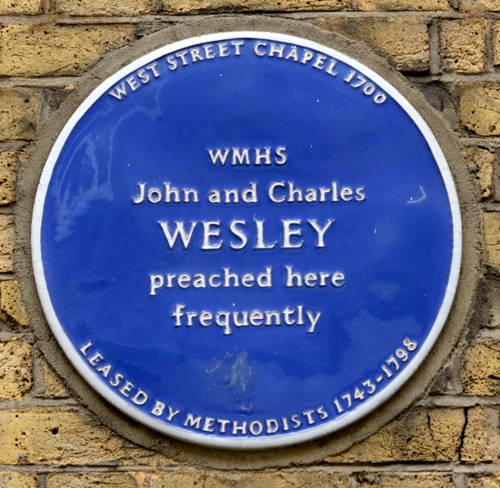 WEST STREET CHAPEL 1700
WMHS
John and Charles
WESLEY
preached here
frequently
LEASED BY METHODISTS 1743-1798